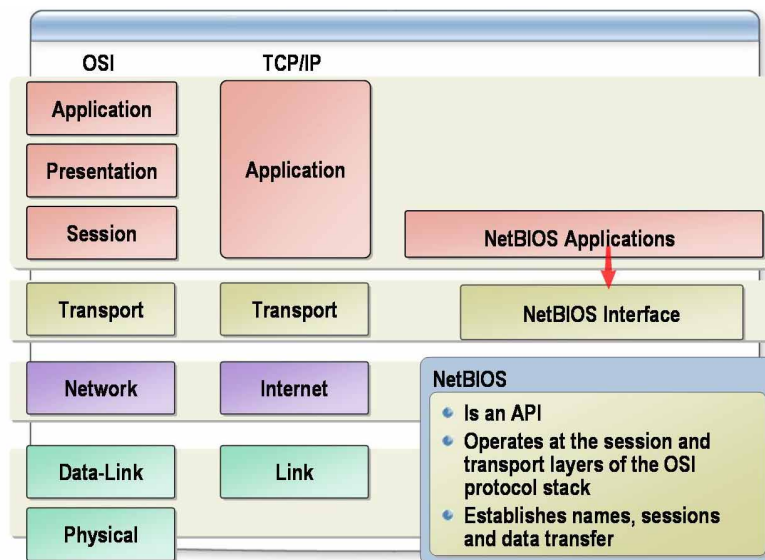 OSI
TCP/IP
Application
Presentation
Session
Application
NetBIOS Applications
Transport
Transport
NetBIOS Interface
Network
Internet
Data-Link
Link
Physical
NetBIOS
Is an API
Operates at the session and
transport layers of the OSI
protocol stack
Establishes names, sessions
and data transfer